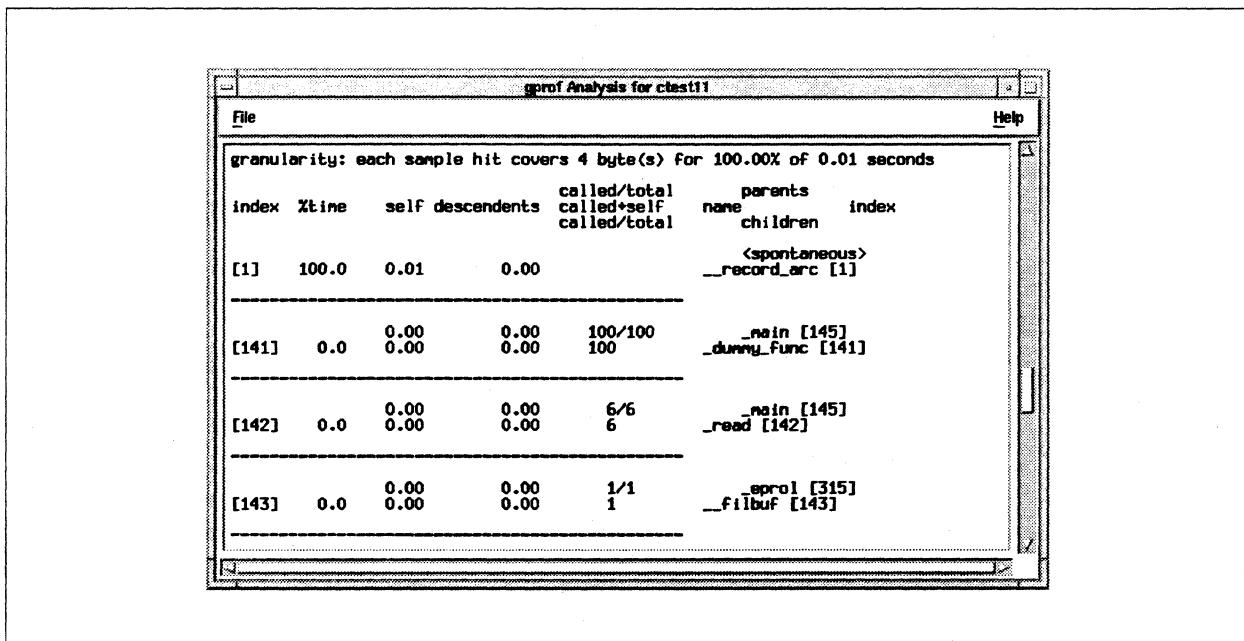 gprof Analysis for ctest11
File Help
granularity: each sample hit covers 4 byte(s) for 100.00% of 0.01 seconds
called/total parents
index %time self descendents called+self name index
called/total children
<spontaneous>
[1] 100.0 0.01 0.00 __record_arc [1]
0.00 0.00 100/100 _main [145]
[141] 0.0 0.00 0.00 100 _dummy_func [141]
0.00 0.00 6/6 _main [145]
[142] 0.0 0.00 0.00 6 _read [142]
0.00 0.00 1/1 _eprol [315]
[143] 0.0 0.00 0.00 1 __filbuf [143]